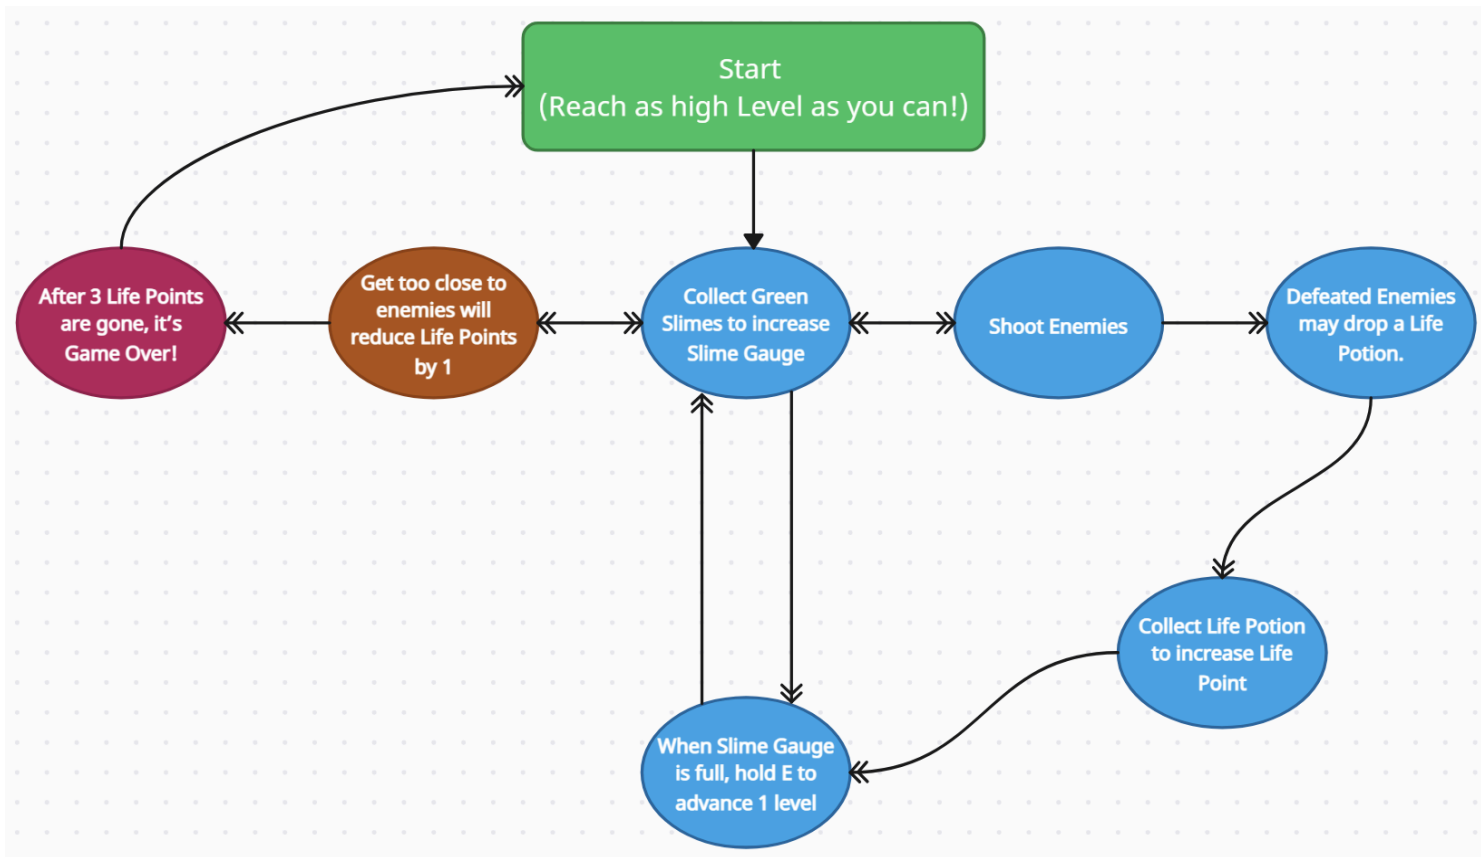 Start
(Reach as high Level as you can!)
After 3 Life Points
are gone, it’s
Game Over!
Get too close to
enemies will
reduce Life Points
by 1
Collect Green
Slimes to increase
Slime Gauge
Shoot Enemies
Defeated Enemies
may drop a Life
Potion.
Collect Life Potion
to increase Life
Point
When Slime Gauge
is full, hold E to
advance 1 level